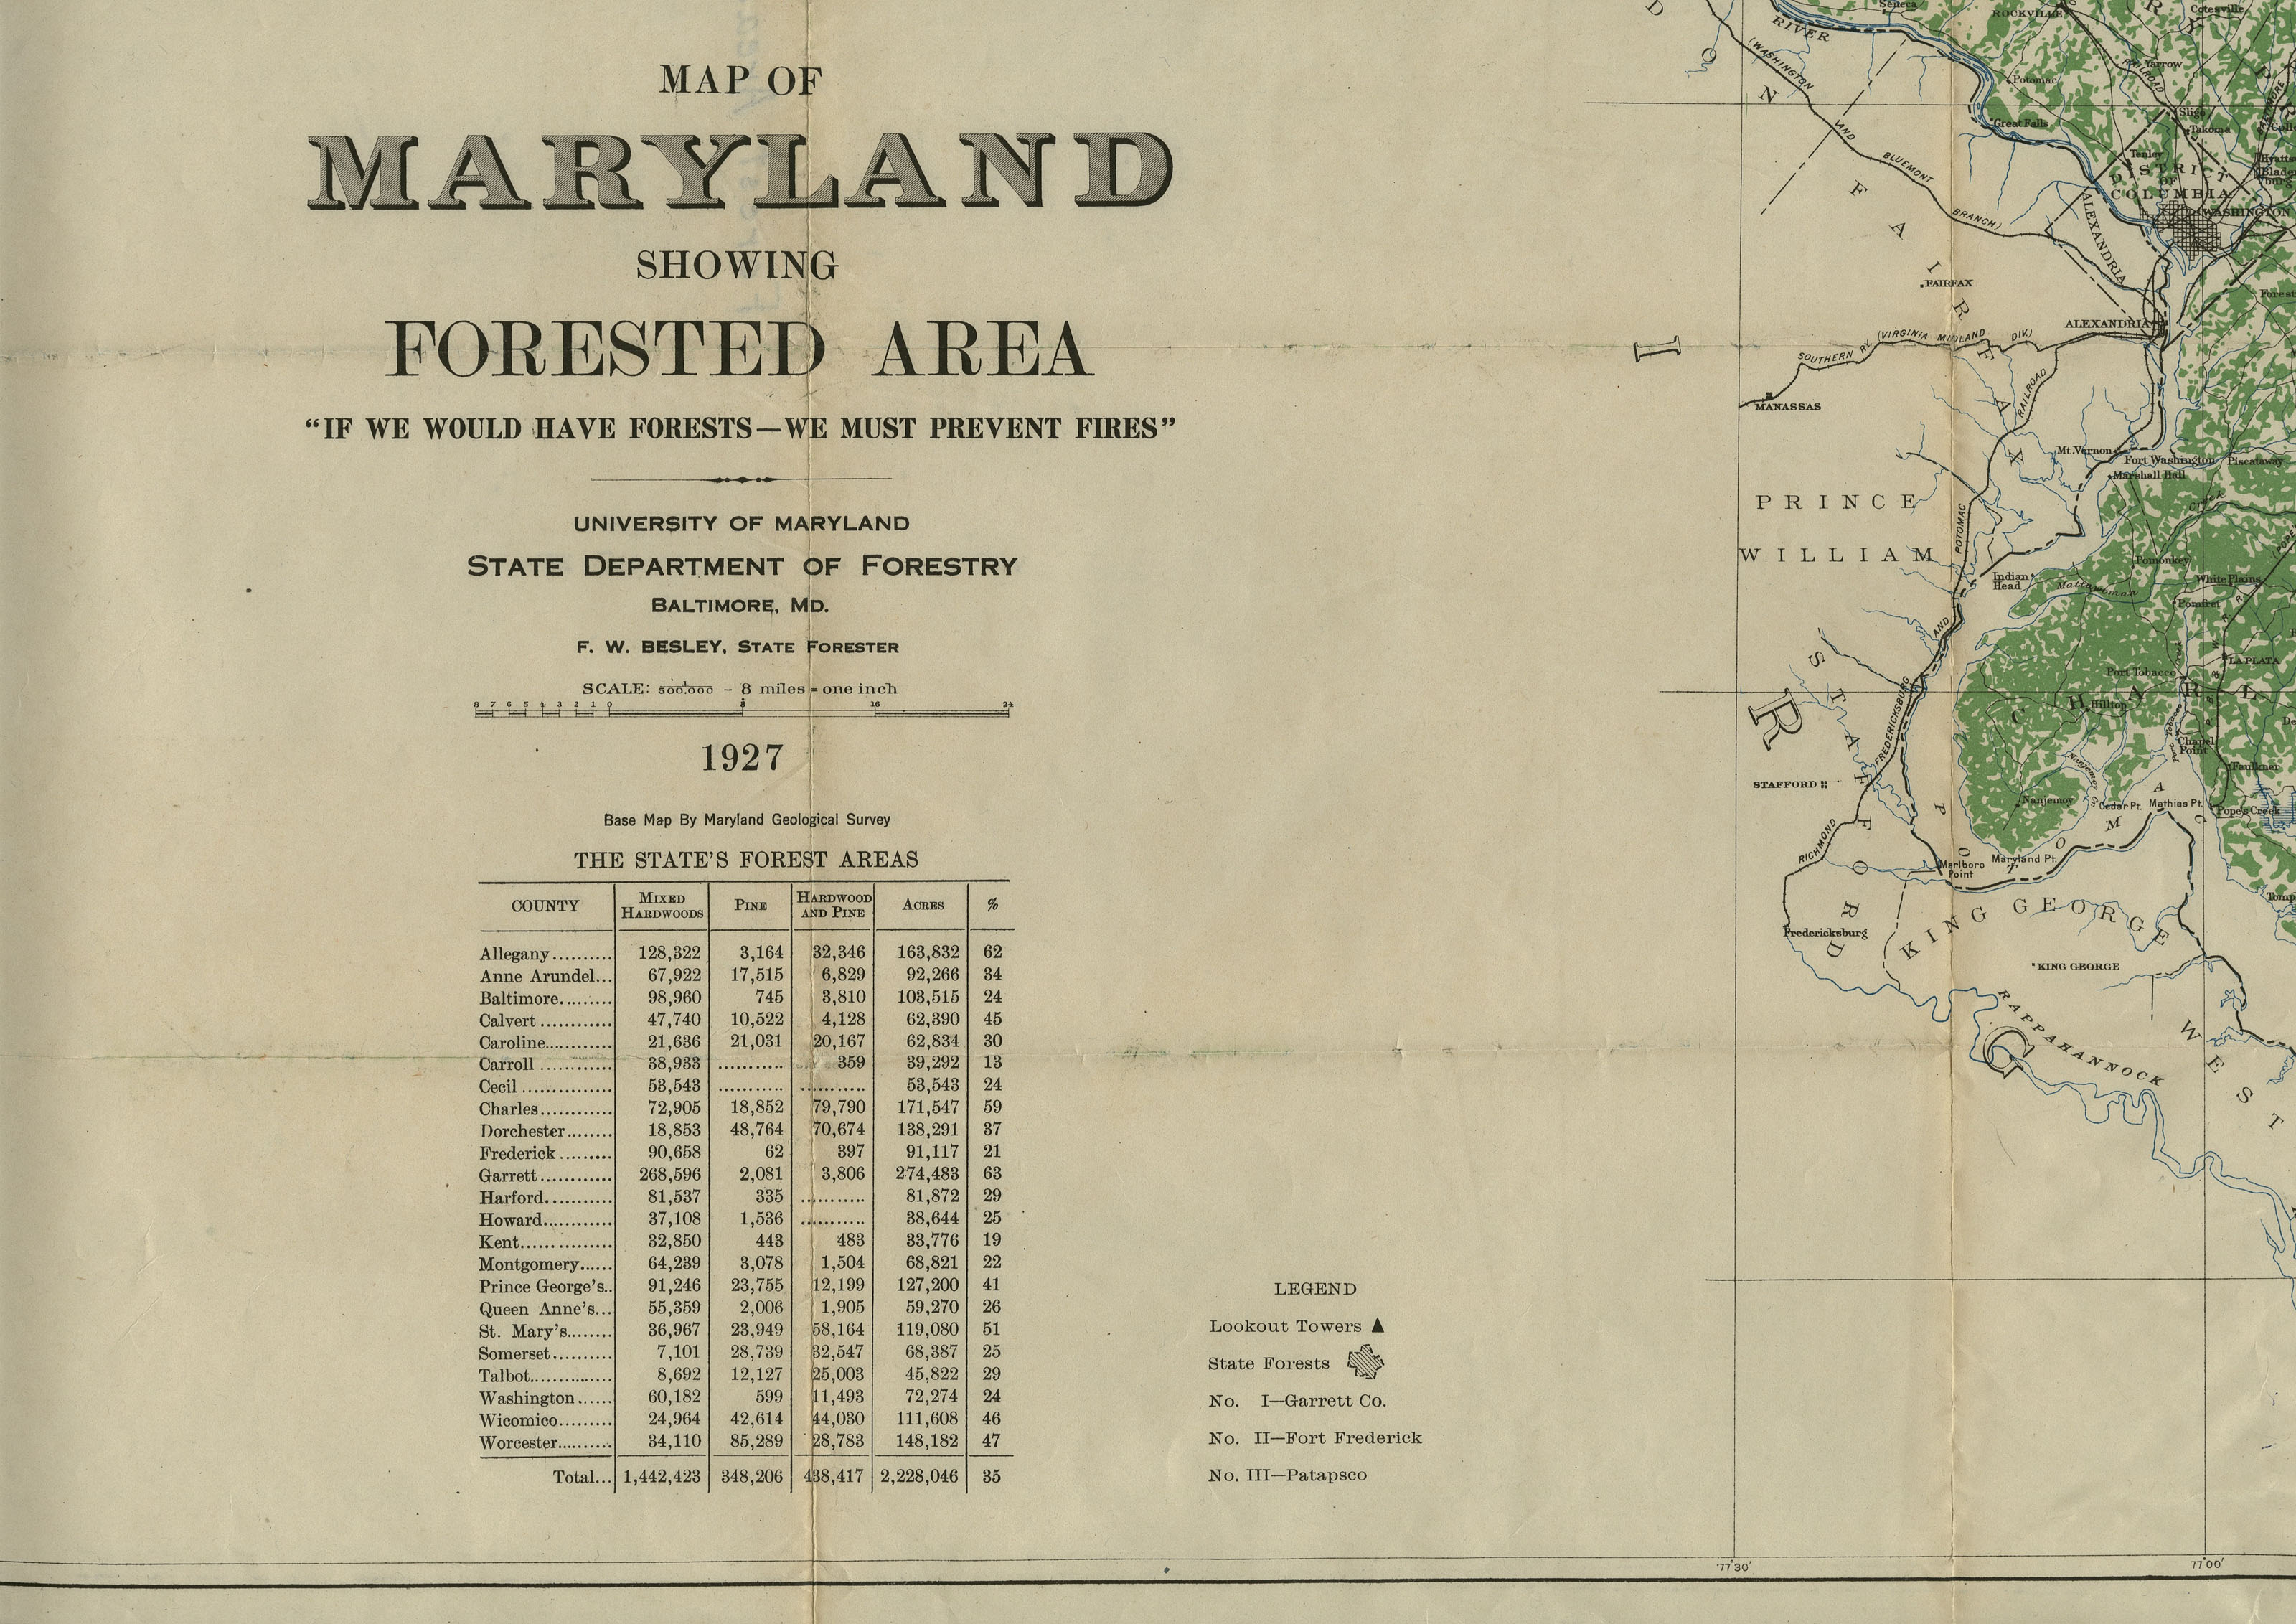 MAP OF
MARYLAND
SHOWING
FORESTED AREA
"IF WE WOULD HAVE FORESTS—WE MUST PREVENT FIRES"
UNIVERSITY OF MARYLAND
STATE DEPARTMENT OF FORESTRY
BALTIMORE, MD.
F. W. BESLEY, STATE FORESTER
SCALE: 1/500.000 – 8 miles = one inch
8 7 6 5 4 3 2 1 0 8 16 24
1927
Base Map By Maryland Geological Survey
THE STATE'S FOREST AREAS
COUNTY MIXED HARDWOODS PINE HARDWOOD AND PINE ACRES %
Allegany.......... 128,322 3,164 32,346 163,832 62
Anne Arundel... 67,922 17,515 6,829 92,266 34
Baltimore......... 98,960 745 3,810 103,515 24
Calvert ............ 47,740 10,522 4,128 62,390 45
Caroline............ 21,636 21,031 20,167 62,834 30
Carroll ............ 38,933 ........... 359 39,292 13
Cecil ............... 53,543 ........... ........... 53,543 24
Charles............ 72,905 18,852 79,790 171,547 59
Dorchester........ 18,853 48,764 70,674 138,291 37
Frederick ......... 90,658 62 397 91,117 21
Garrett............ 268,596 2,081 3,806 274,483 63
Harford........... 81,537 335 ........... 81,872 29
Howard............ 37,108 1,536 ........... 38,644 25
Kent............... 32,850 443 483 33,776 19
Montgomery...... 64,239 3,078 1,504 68,821 22
Prince George's.. 91,246 23,755 12,199 127,200 41
Queen Anne's... 55,359 2,006 1,905 59,270 26
St. Mary's........ 36,967 23,949 58,164 119,080 51
Somerset.......... 7,101 28,739 32,547 68,387 25
Talbot.............. 8,692 12,127 25,003 45,822 29
Washington...... 60,182 599 11,493 72,274 24
Wicomico......... 24,964 42,614 44,030 111,608 46
Worcester.......... 34,110 85,289 28,783 148,182 47
Total... 1,442,423 348,206 438,417 2,228,046 35
LEGEND
Lookout Towers
State Forests
No. I—Garrett Co.
No. II—Fort Frederick
No. III—Patapsco
Seneca
ROCKVILLE
Colesville
RIVER
(WASHINGTON
AND
BLUEMONT
BRANCH)
Potomac
Yarrow
RAILROAD
Great Falls
Sligo
Takoma
BALTIMORE
Tenley
DISTRICT
OF
COLUMBIA
WASHINGTON
ALEXANDRIA
FAIRFAX
FAIRFAX
ALEXANDRIA
SOUTHERN RY.
(VIRGINIA MIDLAND DIV.)
MANASSAS
RAILROAD
Mt. Vernon
Fort Washington
Piscataway
Marshall Hall
Creek
PRINCE
WILLIAM
POTOMAC
Indian
Head
Pomonkey
Mattawoman
White Plains
Pomfret
AND
LA PLATA
Port Tobacco
STAFFORD
FREDERICKSBURG
CHARL
Hilltop
Chapel
Point
Nanjemoy
Faulkner
STAFFORD
Nanjemoy
Cedar Pt.
Mathias Pt.
Popes Creek
RICHMOND
POTOMAC
Marlboro
Point
Maryland Pt.
KING GEORGE
Fredericksburg
KING GEORGE
RAPPAHANNOCK
WEST
I
R
G
77°30'
77°00'